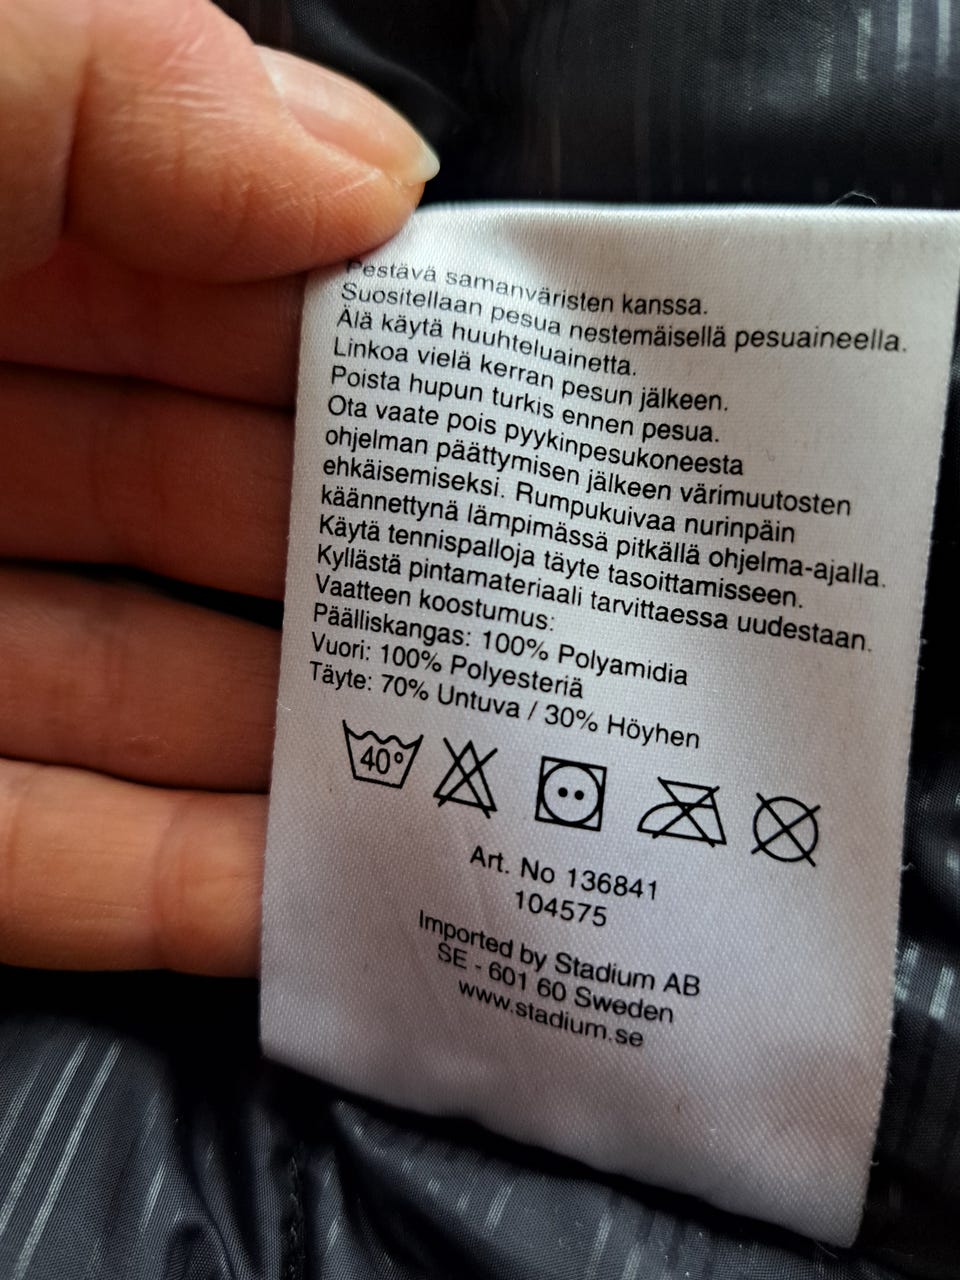 Pestävä samanväristen kanssa.
Suositellaan pesua nestemäisellä pesuaineella.
Älä käytä huuhteluainetta.
Linkoa vielä kerran pesun jälkeen.
Poista hupun turkis ennen pesua.
Ota vaate pois pyykinpesukoneesta
ohjelman päättymisen jälkeen värimuutosten
ehkäisemiseksi. Rumpukuivaa nurinpäin
käännettynä lämpimässä pitkällä ohjelma-ajalla.
Käytä tennispalloja täyte tasoittamisseen.
Kyllästä pintamateriaali tarvittaessa uudestaan.
Vaatteen koostumus:
Päälliskangas: 100% Polyamidia
Vuori: 100% Polyesteriä
Täyte: 70% Untuva / 30% Höyhen
40°
Art. No 136841
104575
Imported by Stadium AB
SE - 601 60 Sweden
www.stadium.se